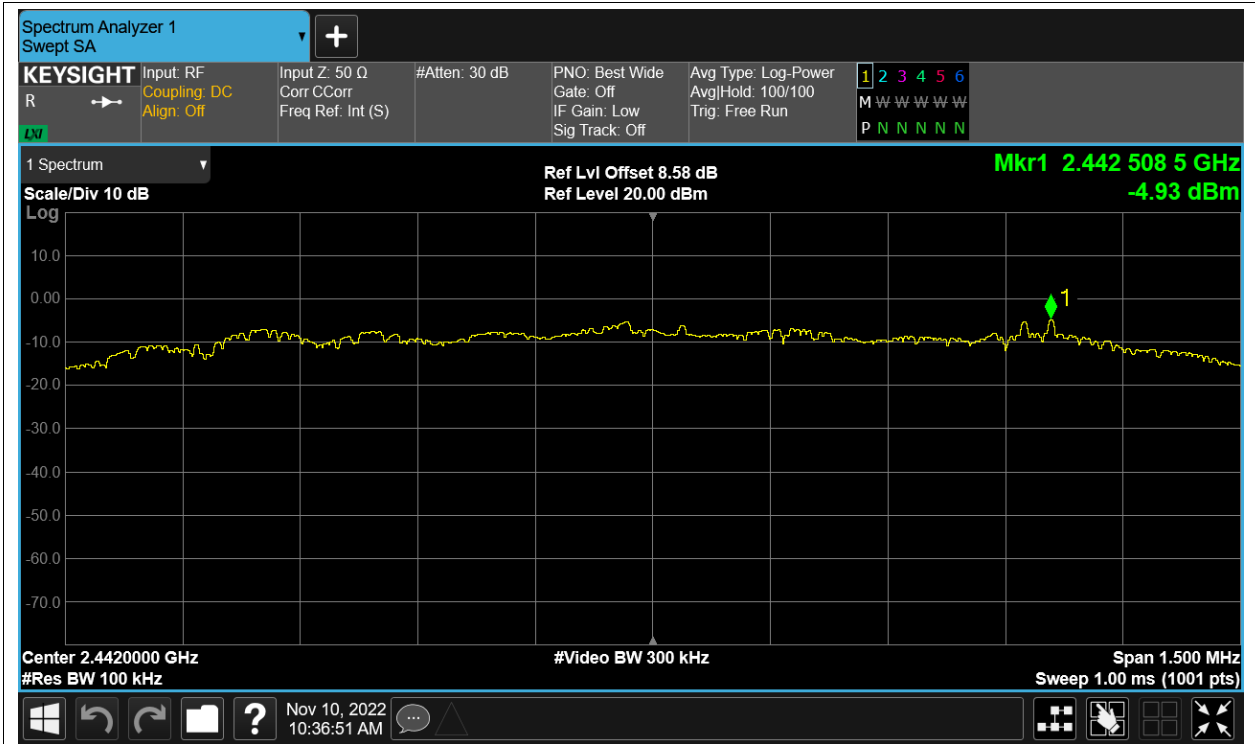 Spectrum Analyzer 1
Swept SA
KEYSIGHT
R
LXI
Input: RF
Coupling: DC
Align: Off
Input Z: 50 Ω
Corr CCorr
Freq Ref: Int (S)
#Atten: 30 dB
PNO: Best Wide
Gate: Off
IF Gain: Low
Sig Track: Off
Avg Type: Log-Power
Avg|Hold: 100/100
Trig: Free Run
1 2 3 4 5 6
M W W W W W
P N N N N N
1 Spectrum
Scale/Div 10 dB
Log
Ref Lvl Offset 8.58 dB
Ref Level 20.00 dBm
Mkr1 2.442 508 5 GHz
-4.93 dBm
10.0
0.00
1
-10.0
-20.0
-30.0
-40.0
-50.0
-60.0
-70.0
Center 2.4420000 GHz
#Res BW 100 kHz
#Video BW 300 kHz
Span 1.500 MHz
Sweep 1.00 ms (1001 pts)
?
Nov 10, 2022
10:36:51 AM